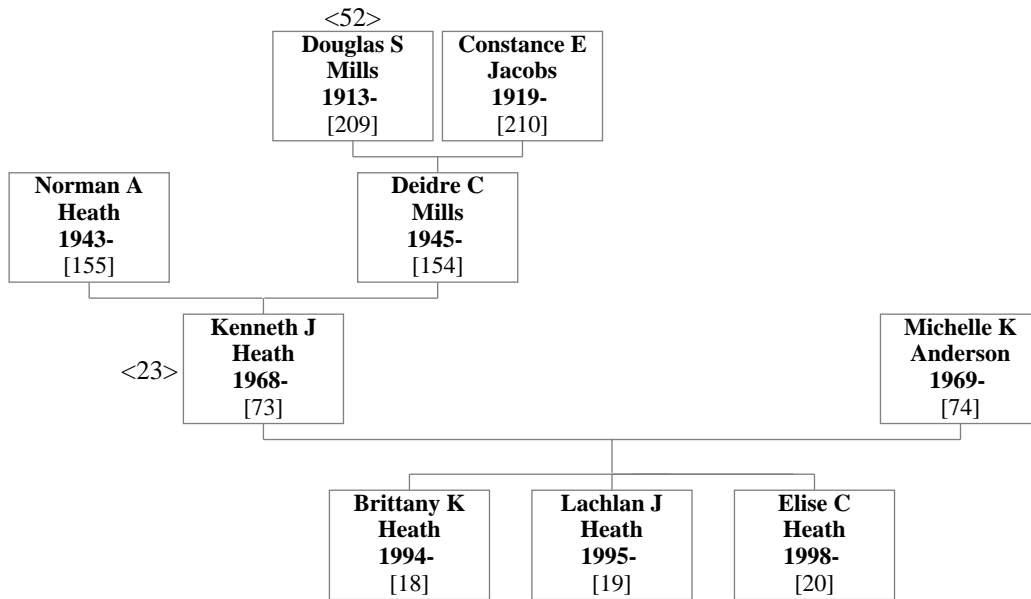 <52>
Douglas S
Mills
1913-
[209]
Constance E
Jacobs
1919-
[210]
Norman A
Heath
1943-
[155]
Deidre C
Mills
1945-
[154]
<23>
Kenneth J
Heath
1968-
[73]
Michelle K
Anderson
1969-
[74]
Brittany K
Heath
1994-
[18]
Lachlan J
Heath
1995-
[19]
Elise C
Heath
1998-
[20]